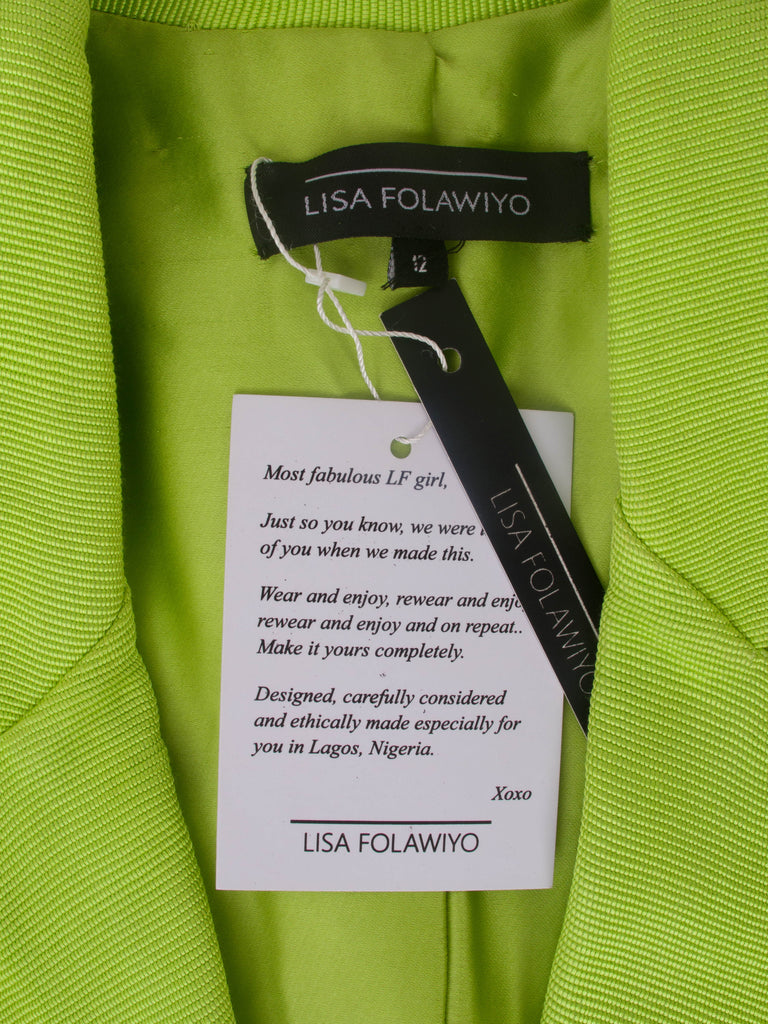 LISA FOLAWIYO
12
Most fabulous LF girl,
Just so you know, we were
of you when we made this.
Wear and enjoy, rewear and
rewear and enjoy and on repeat..
Make it yours completely.
Designed, carefully considered
and ethically made especially for
you in Lagos, Nigeria.
Xoxo
LISA FOLAWIYO
LISA FOLAWIYO